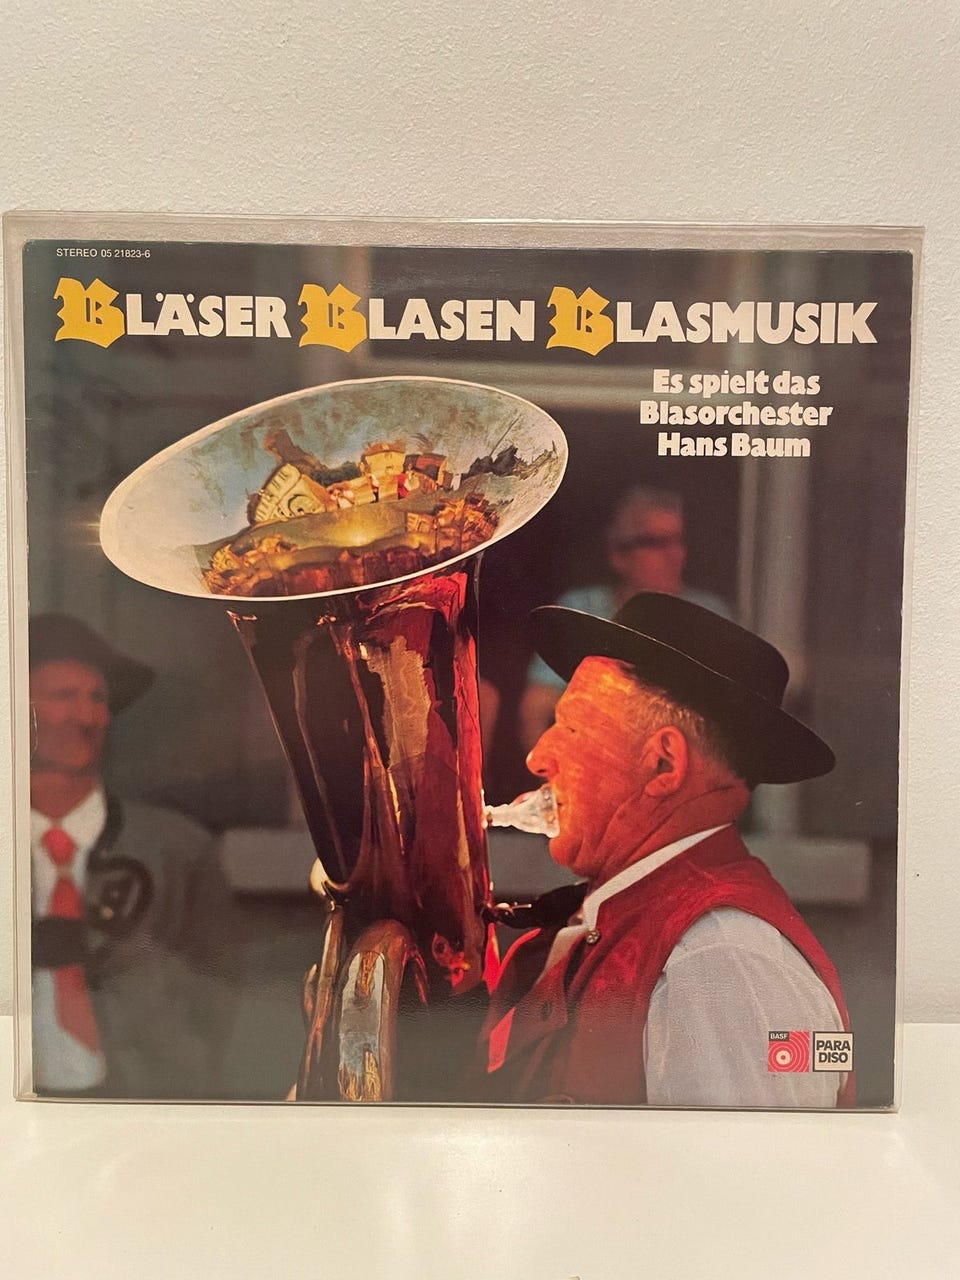 STEREO 05 21823-6
BLÄSER BLASEN BLASMUSIK
Es spielt das
Blasorchester
Hans Baum
BASF
PARA
DISO